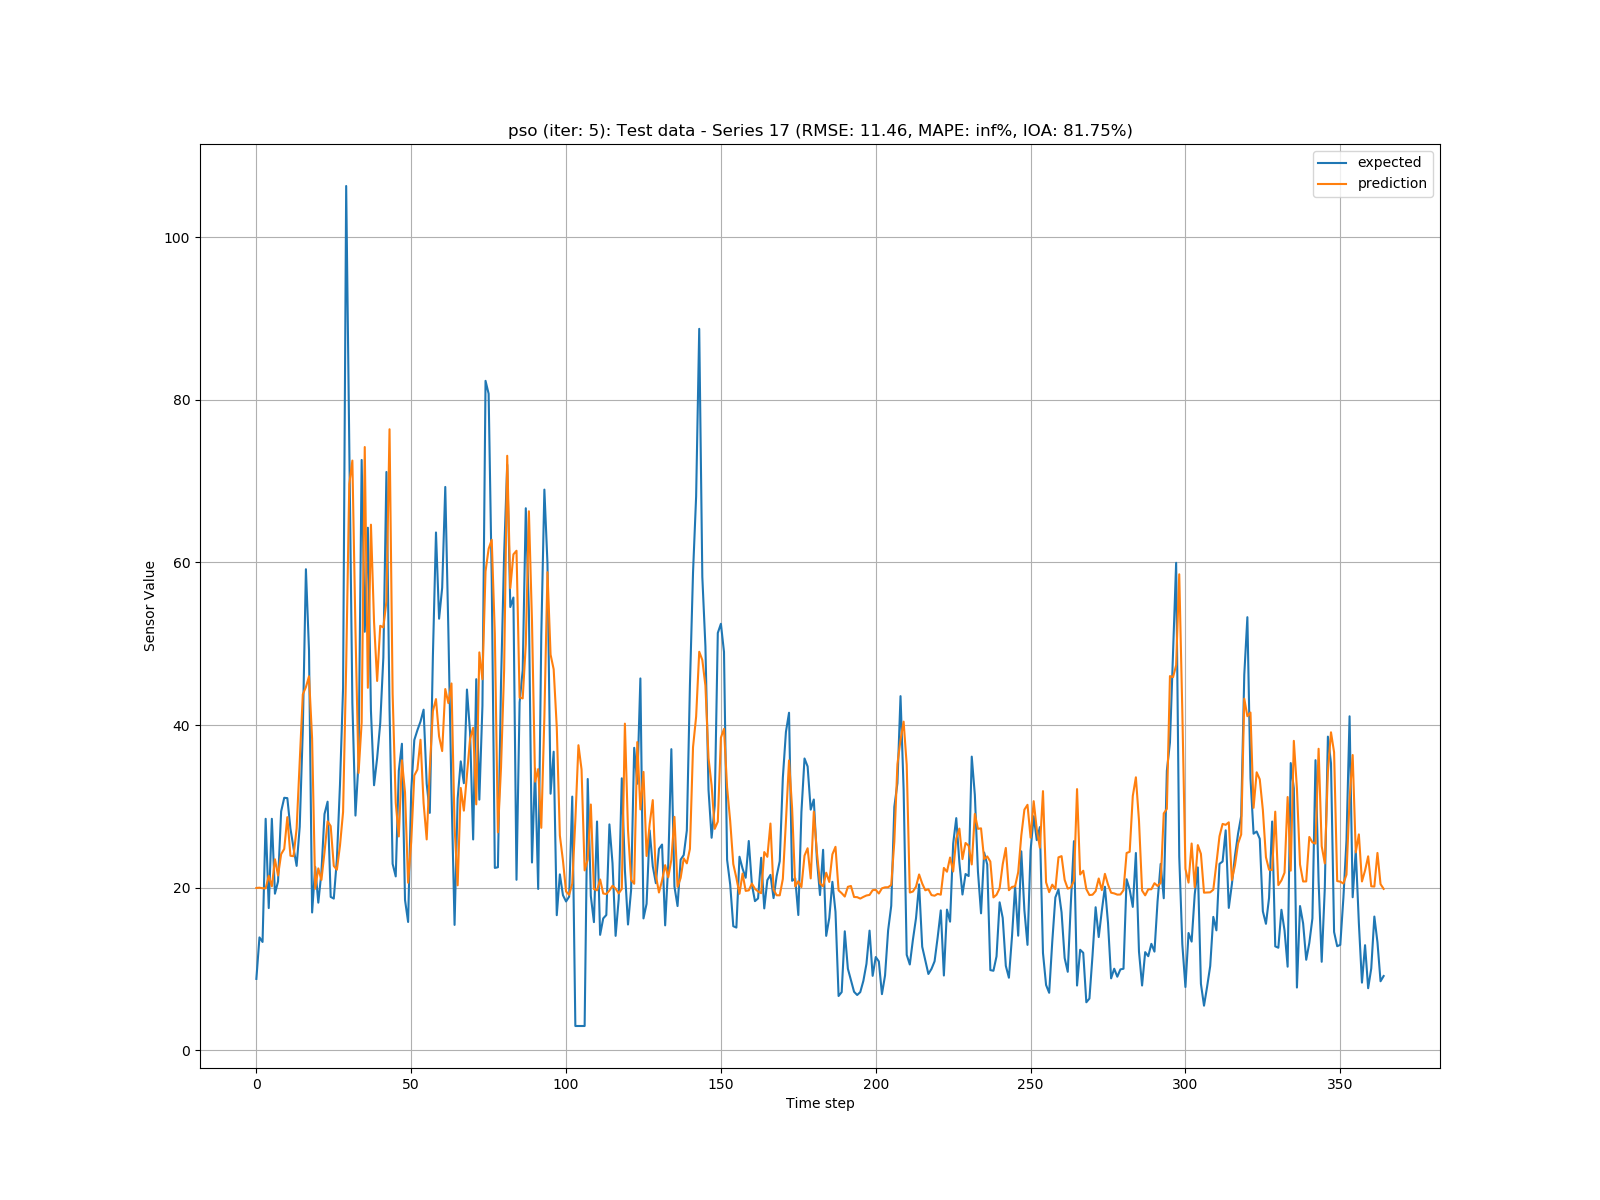 pso (iter: 5): Test data - Series 17 (RMSE: 11.46, MAPE: inf%, IOA: 81.75%)
expected
prediction
100
80
60
40
20
0
Sensor Value
0 50 100 150 200 250 300 350
Time step